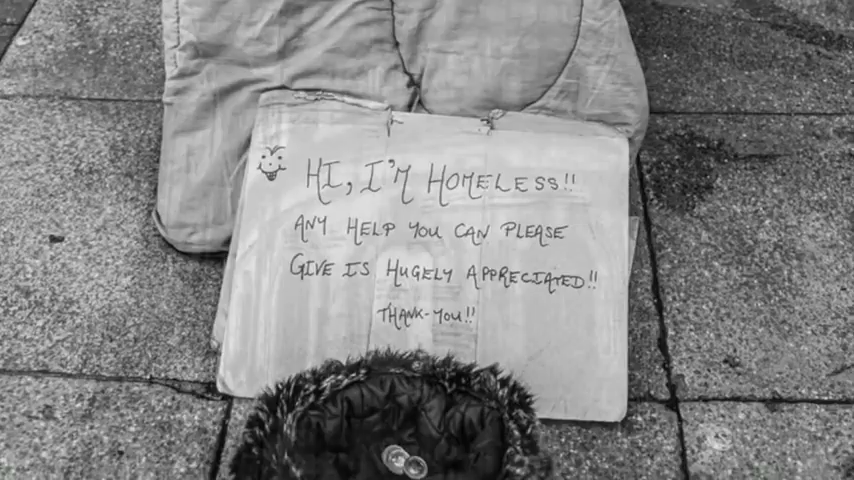 HI, I'M HOMELESS!!
ANY HELP YOU CAN PLEASE
GIVE IS HUGELY APPRECIATED!!
THANK-YOU!!